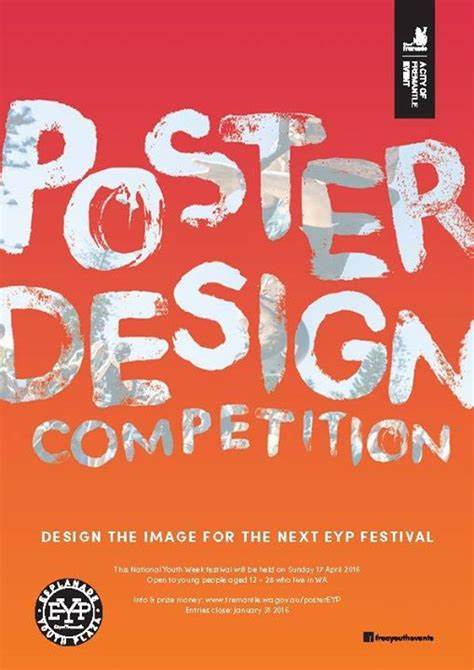 A CITY OF
FREMANTLE
EVENT
POSTER
DESIGN
COMPETITION
DESIGN THE IMAGE FOR THE NEXT EYP FESTIVAL
This National Youth Week festival will be held on Sunday 17 April 2016
Open to young people aged 12 - 26 who live in WA
Info & prize money: www.fremantle.wa.gov.au/posterEYP
Entries close: January 31 2016
ESPLANADE
EYP
YOUTH PLAZA
freoyouthevents